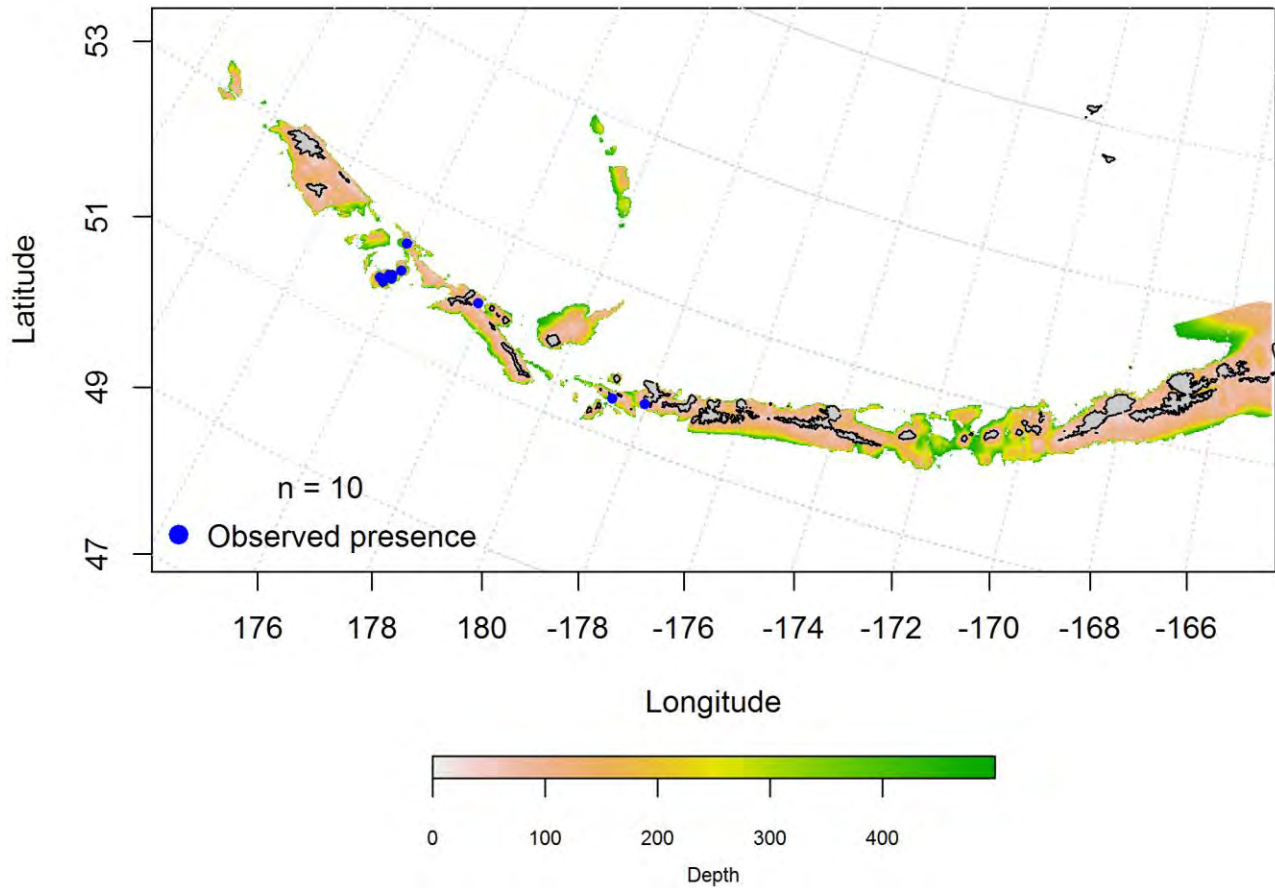 53
51
49
47
Latitude
n = 10
Observed presence
176 178 180 -178 -176 -174 -172 -170 -168 -166
Longitude
0 100 200 300 400
Depth